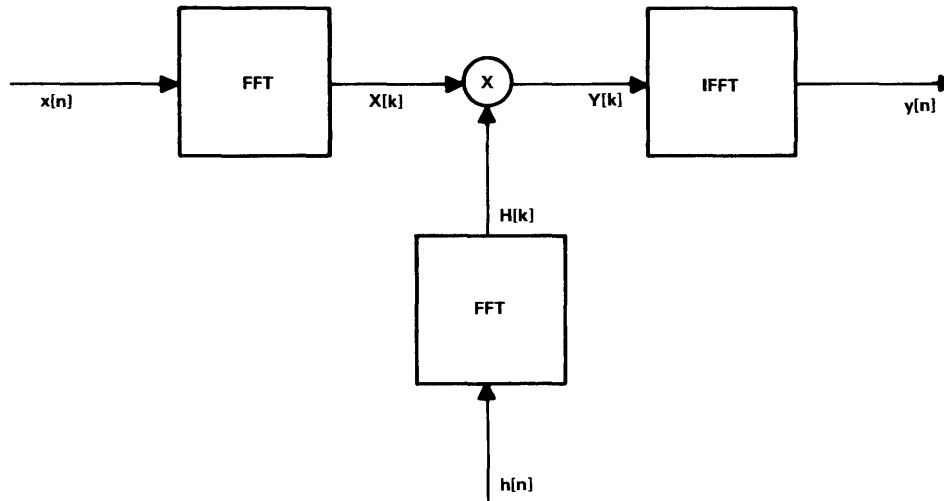 FFT
X
IFFT
x[n]
X[k]
Y[k]
y[n]
H[k]
FFT
h[n]